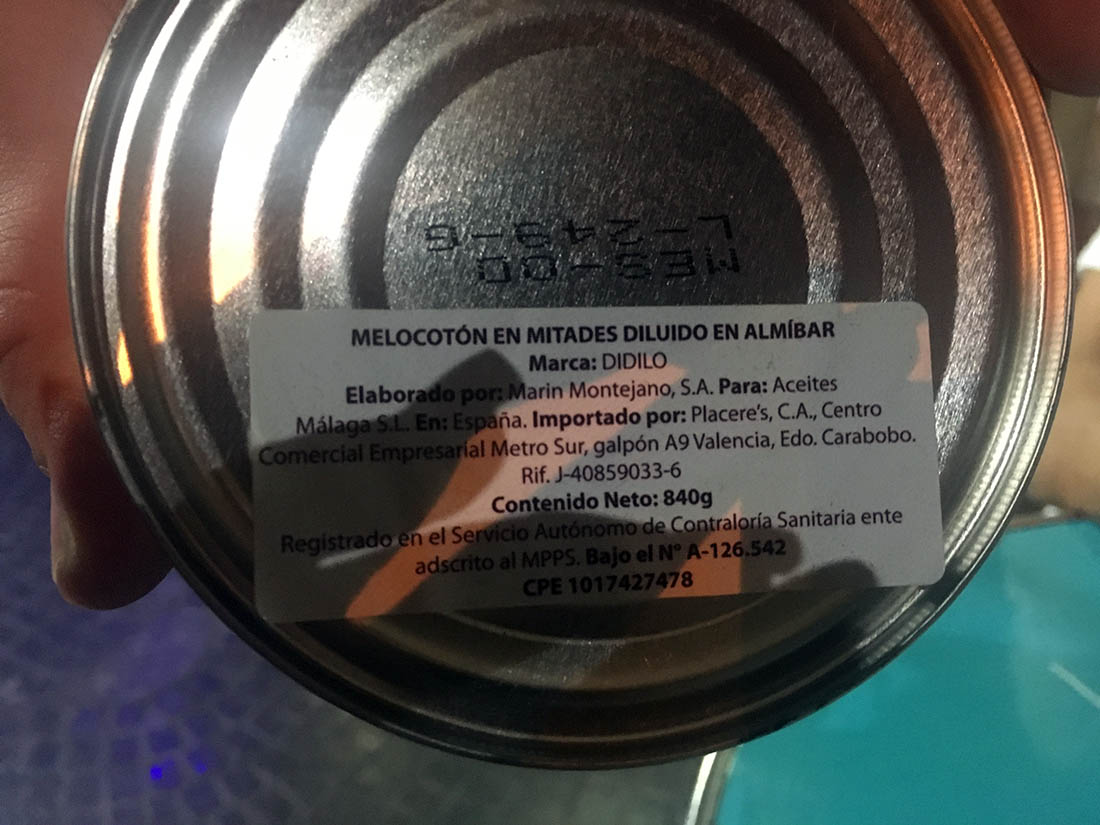 MELOCOTÓN EN MITADES DILUIDO EN ALMÍBAR
Marca: DIDILO
Elaborado por: Marin Montejano, S.A. Para: Aceites
Málaga S.L. En: España. Importado por: Placere's, C.A., Centro
Comercial Empresarial Metro Sur, galpón A9 Valencia, Edo. Carabobo.
Rif. J-40859033-6
Contenido Neto: 840g
Registrado en el Servicio Autónomo de Contraloría Sanitaria ente
adscrito al MPPS. Bajo el N° A-126.542
CPE 1017427478